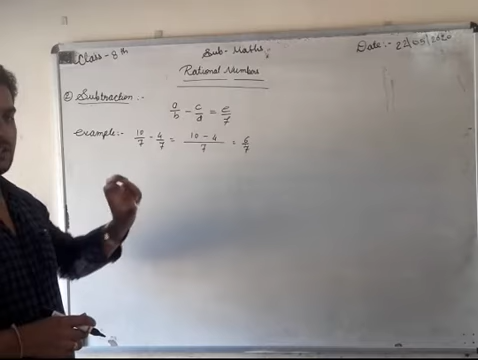 Class - 8th Sub - Maths Date :- 22/05/2020
Rational Numbers
② Subtraction :-
a/b - c/d = e/f
example:- 10/7 - 4/7 = 10 - 4/7 = 6/7